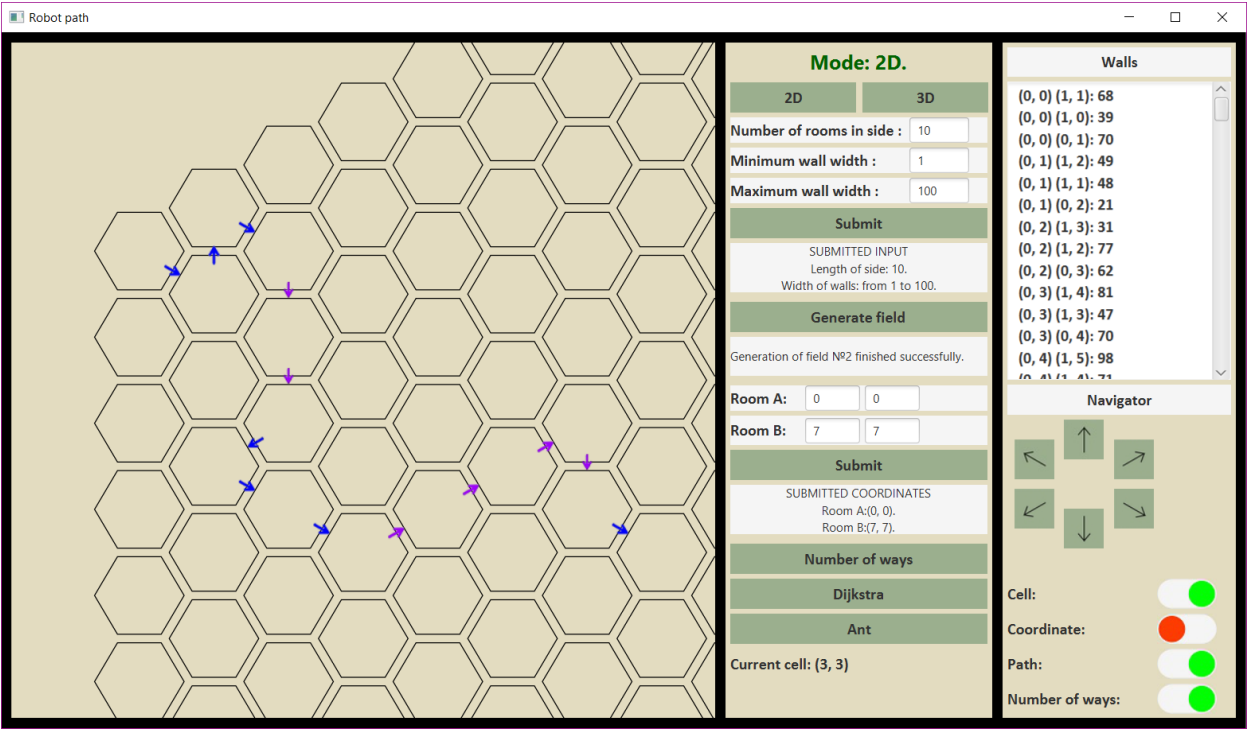 Robot path
Mode: 2D.
2D
3D
Number of rooms in side :
10
Minimum wall width :
1
Maximum wall width :
100
Submit
SUBMITTED INPUT
Length of side: 10.
Width of walls: from 1 to 100.
Generate field
Generation of field №2 finished successfully.
Room A:
0
0
Room B:
7
7
Submit
SUBMITTED COORDINATES
Room A:(0, 0).
Room B:(7, 7).
Number of ways
Dijkstra
Ant
Current cell: (3, 3)
Walls
(0, 0) (1, 1): 68
(0, 0) (1, 0): 39
(0, 0) (0, 1): 70
(0, 1) (1, 2): 49
(0, 1) (1, 1): 48
(0, 1) (0, 2): 21
(0, 2) (1, 3): 31
(0, 2) (1, 2): 77
(0, 2) (0, 3): 62
(0, 3) (1, 4): 81
(0, 3) (1, 3): 47
(0, 3) (0, 4): 70
(0, 4) (1, 5): 98
(0, 4) (1, 4): 71
Navigator
Cell:
Coordinate:
Path:
Number of ways: